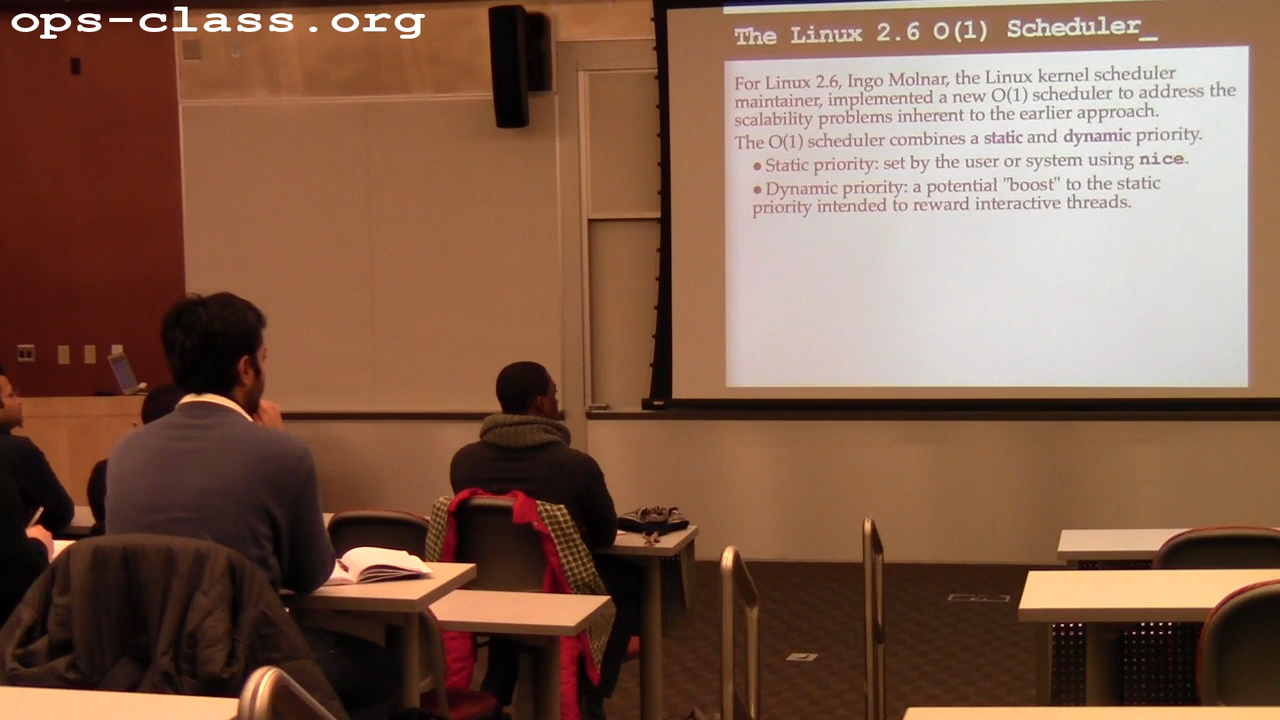 ops-class.org
The Linux 2.6 O(1) Scheduler_
For Linux 2.6, Ingo Molnar, the Linux kernel scheduler
maintainer, implemented a new O(1) scheduler to address the
scalability problems inherent to the earlier approach.
The O(1) scheduler combines a static and dynamic priority.
● Static priority: set by the user or system using nice.
● Dynamic priority: a potential "boost" to the static
priority intended to reward interactive threads.